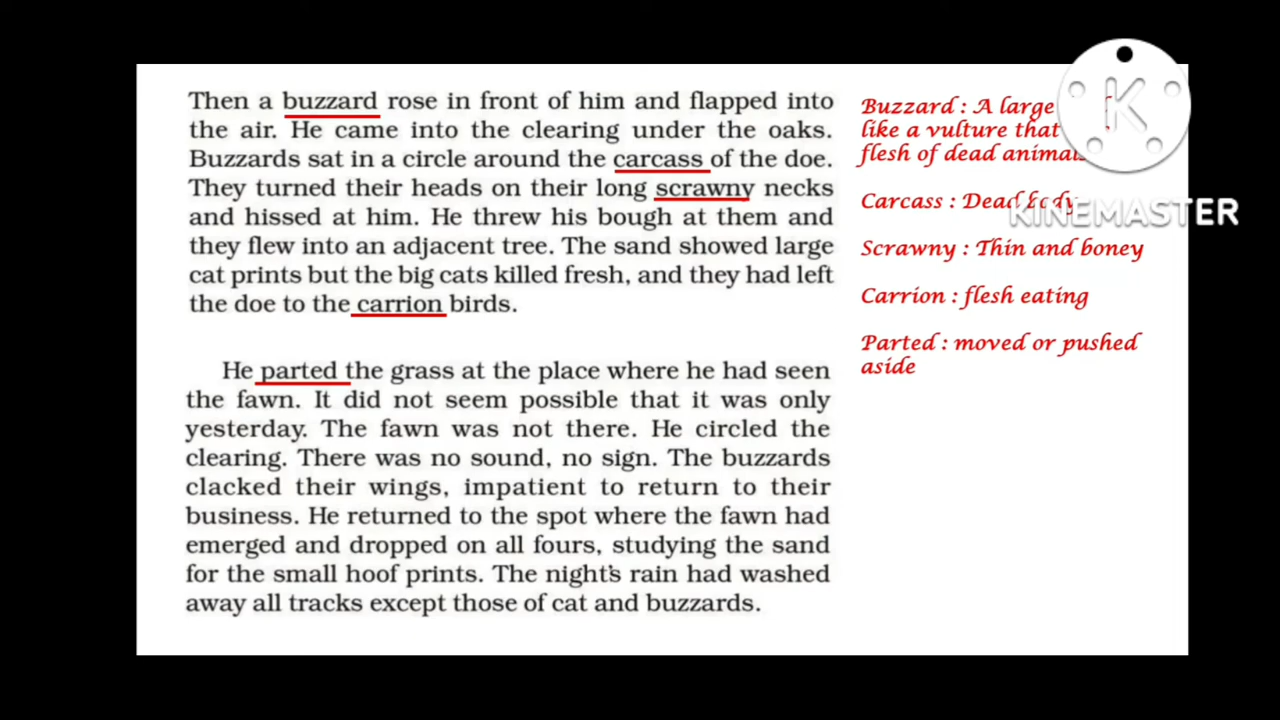 Then a buzzard rose in front of him and flapped into
the air. He came into the clearing under the oaks.
Buzzards sat in a circle around the carcass of the doe.
They turned their heads on their long scrawny necks
and hissed at him. He threw his bough at them and
they flew into an adjacent tree. The sand showed large
cat prints but the big cats killed fresh, and they had left
the doe to the carrion birds.
He parted the grass at the place where he had seen
the fawn. It did not seem possible that it was only
yesterday. The fawn was not there. He circled the
clearing. There was no sound, no sign. The buzzards
clacked their wings, impatient to return to their
business. He returned to the spot where the fawn had
emerged and dropped on all fours, studying the sand
for the small hoof prints. The night's rain had washed
away all tracks except those of cat and buzzards.
Buzzard : A large
like a vulture that
flesh of dead animals
Carcass : Dead body
Scrawny : Thin and boney
Carrion : flesh eating
Parted : moved or pushed
aside
K
KINEMASTER